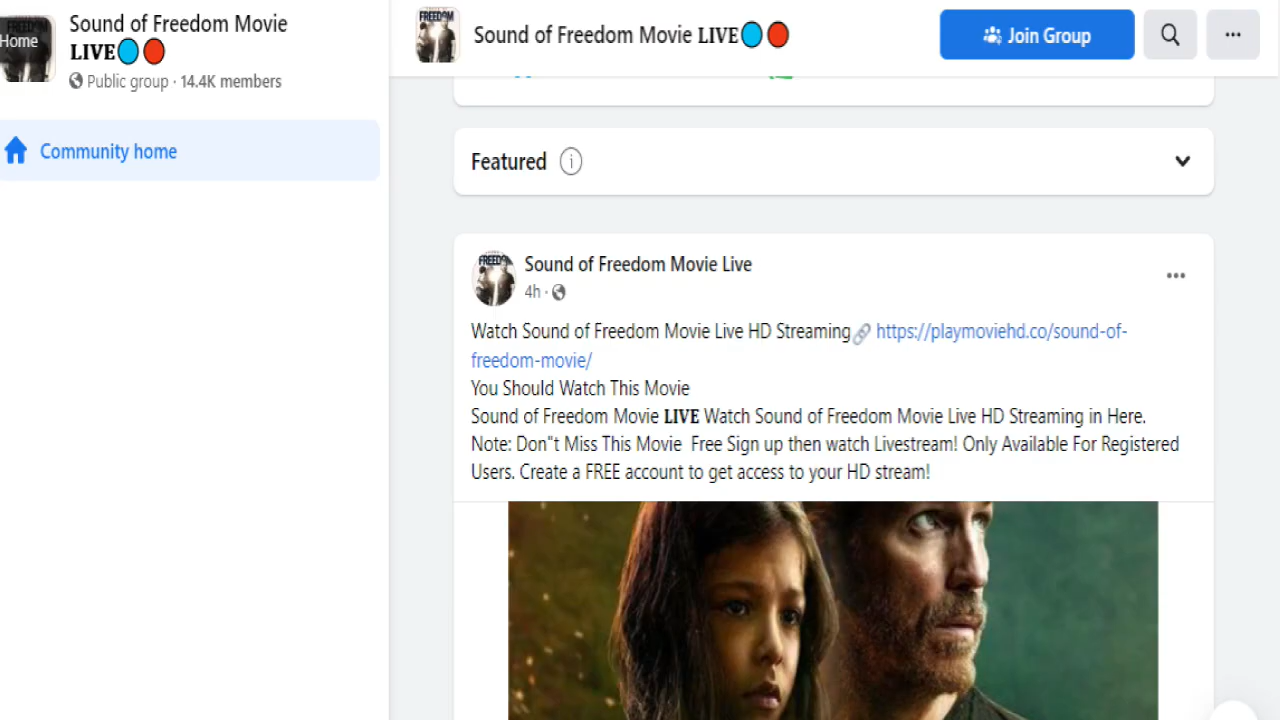 Home
Sound of Freedom Movie
LIVE
Public group · 14.4K members
Community home
FREEDOM
Sound of Freedom Movie LIVE
Join Group
Featured
FREEDOM
Sound of Freedom Movie Live
4h ·
Watch Sound of Freedom Movie Live HD Streaming🔗 https://playmoviehd.co/sound-of-
freedom-movie/
You Should Watch This Movie
Sound of Freedom Movie LIVE Watch Sound of Freedom Movie Live HD Streaming in Here.
Note: Don"t Miss This Movie Free Sign up then watch Livestream! Only Available For Registered
Users. Create a FREE account to get access to your HD stream!